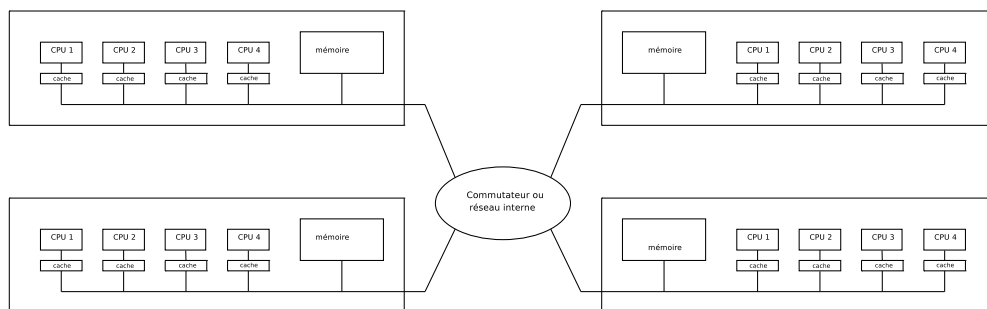 CPU 1 CPU 2 CPU 3 CPU 4 mémoire
cache cache cache cache
mémoire CPU 1 CPU 2 CPU 3 CPU 4
cache cache cache cache
Commutateur ou
réseau interne
CPU 1 CPU 2 CPU 3 CPU 4 mémoire
cache cache cache cache
mémoire CPU 1 CPU 2 CPU 3 CPU 4
cache cache cache cache